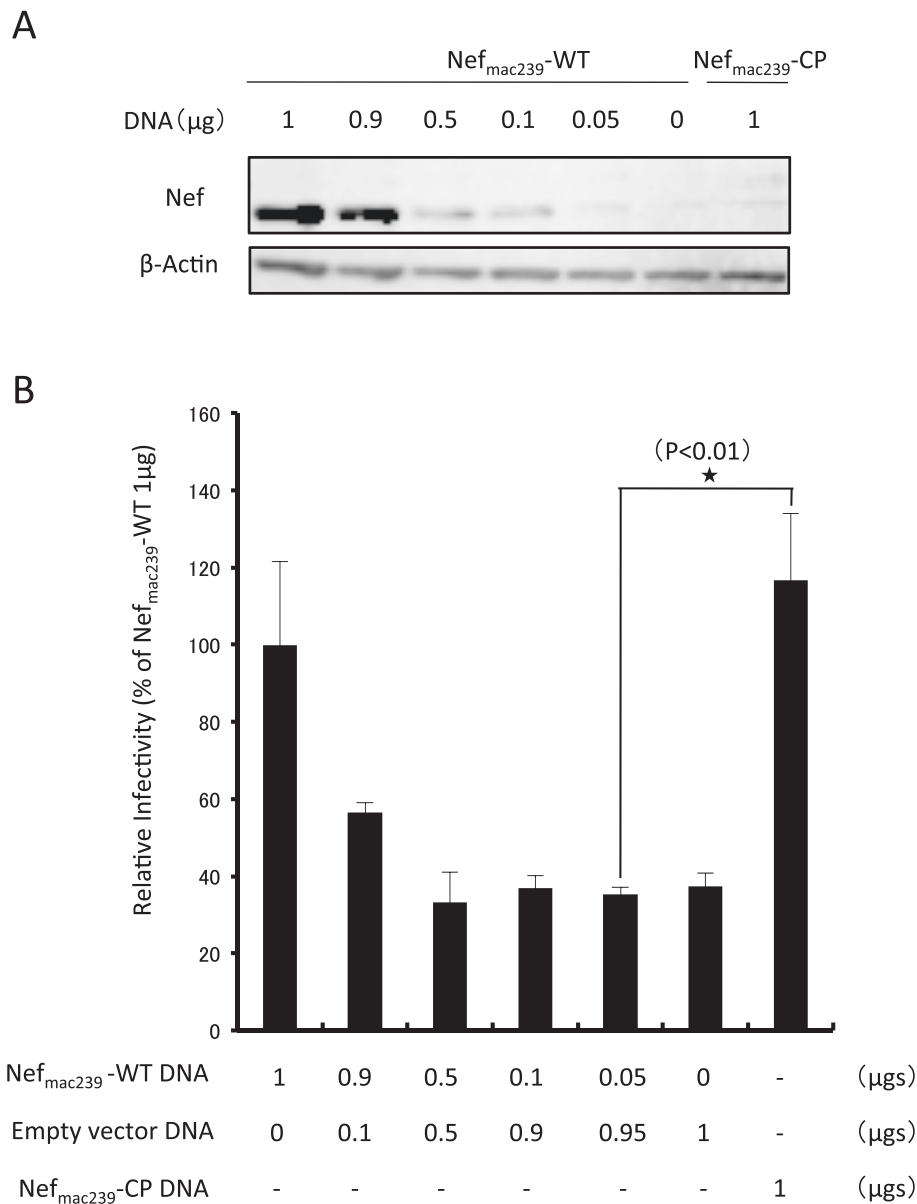 A
Nefmac239-WT Nefmac239-CP
DNA(μg) 1 0.9 0.5 0.1 0.05 0 1
Nef
β-Actin
B
Relative Infectivity (% of Nefmac239-WT 1μg)
160
140
120
100
80
60
40
20
0
(P<0.01)
★
Nefmac239-WT DNA 1 0.9 0.5 0.1 0.05 0 - (μgs)
Empty vector DNA 0 0.1 0.5 0.9 0.95 1 - (μgs)
Nefmac239-CP DNA - - - - - - 1 (μgs)